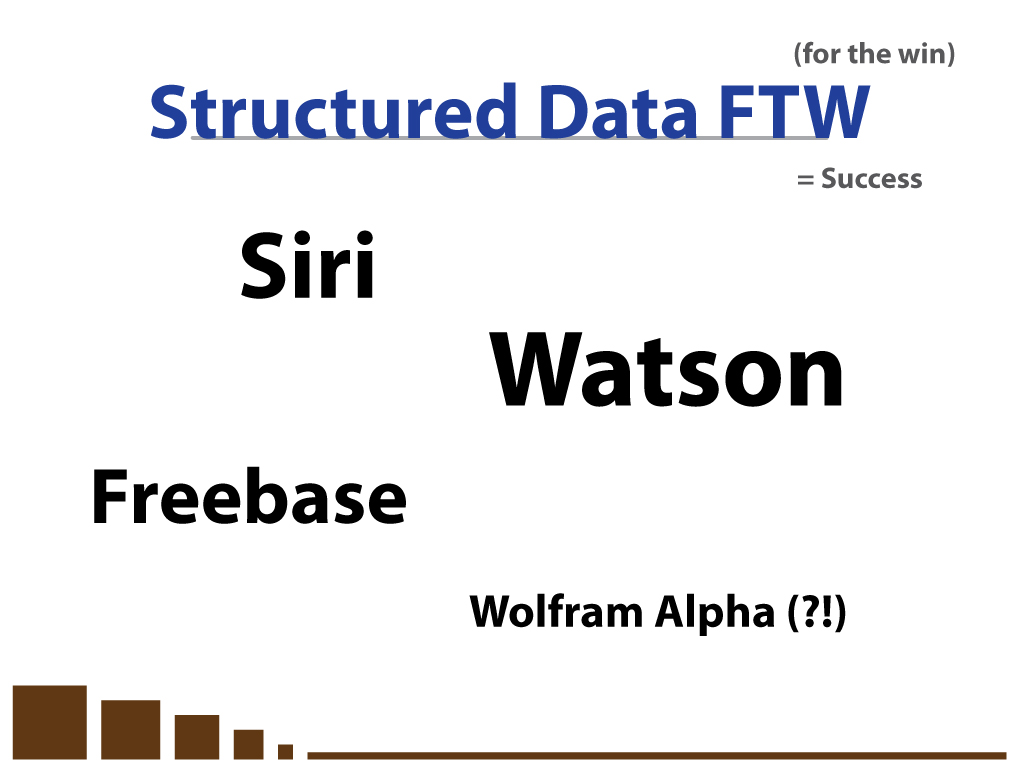 (for the win)
Structured Data FTW
= Success
Siri
Watson
Freebase
Wolfram Alpha (?!)